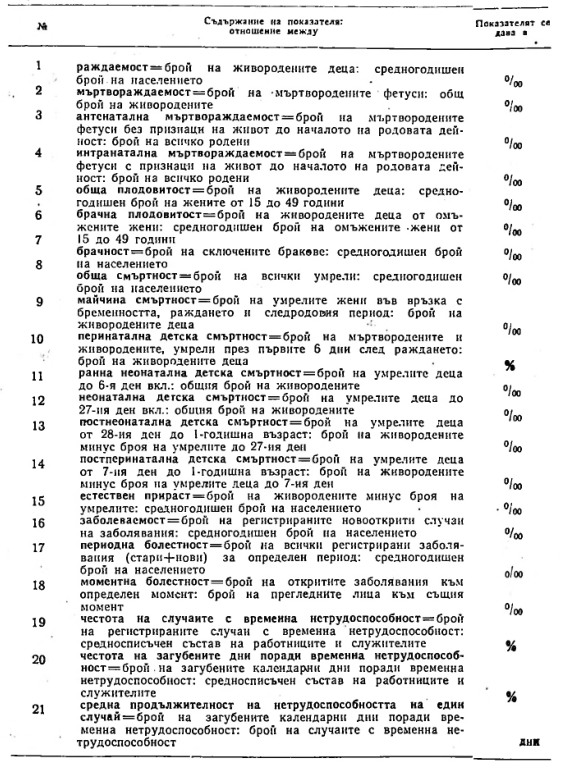 № Съдържание на показателя: Показателят се
отношение между дава в
1 раждаемост=брой на живородените деца: средногодишен
брой на населението ⁰/₀₀
2 мъртвораждаемост=брой на мъртвородените фетуси: общ
брой на живородените ⁰/₀₀
3 антенатална мъртвораждаемост=брой на мъртвородените
фетуси без признаци на живот до началото на родовата дей-
ност: брой на всичко родени ⁰/₀₀
4 интранатална мъртвораждаемост=брой на мъртвородените
фетуси с признаци на живот до началото на родовата дей-
ност: брой на всичко родени ⁰/₀₀
5 обща плодовитост=брой на живородените деца: средно-
годишен брой на жените от 15 до 49 години ⁰/₀₀
6 брачна плодовитост=брой на живородените деца от омъ-
жените жени: средногодишен брой на омъжените жени от ⁰/₀₀
7 15 до 49 години
брачност=брой на сключените бракове: средногодишен брой ⁰/₀₀
8 на населението
обща смъртност=брой на всички умрели: средногодишен ⁰/₀₀
брой на населението
9 майчина смъртност=брой на умрелите жени във връзка с
бременността, раждането и следродовия период: брой на
живородените деца ⁰/₀₀
10 перинатална детска смъртност=брой на мъртвородените и
живородените, умрели през първите 6 дни след раждането:
брой на живородените деца %
11 ранна неонатална детска смъртност=брой на умрелите деца
до 6-я ден вкл.: общия брой на живородените ⁰/₀₀
12 неонатална детска смъртност=брой на умрелите деца до
27-ия ден вкл.: общия брой на живородените ⁰/₀₀
13 постнеонатална детска смъртност=брой на умрелите деца
от 28-ия ден до 1-годишна възраст: брой на живородените
минус броя на умрелите до 27-ия ден ⁰/₀₀
14 постперинатална детска смъртност=брой на умрелите деца
от 7-ия ден до 1-годишна възраст: брой на живородените
минус броя на умрелите деца до 7-ия ден ⁰/₀₀
15 естествен прираст=брой на живородените минус броя на
умрелите: средногодишен брой на населението ⁰/₀₀
16 заболеваемост=брой на регистрираните новооткрити случаи
на заболявания: средногодишен брой на населението ⁰/₀₀
17 периодна болестност=брой на всички регистрирани заболя-
вания (стари+нови) за определен период: средногодишен
брой на населението ⁰/₀₀
18 моментна болестност=брой на откритите заболявания към
определен момент: брой на прегледните лица към същия
момент ⁰/₀₀
19 честота на случаите с временна нетрудоспособност=брой
на регистрираните случаи с временна нетрудоспособност:
средносписъчен състав на работниците и служителите %
20 честота на загубените дни поради временна нетрудоспособ-
ност=брой на загубените календарни дни поради временна
нетрудоспособност: средносписъчен състав на работниците и
служителите %
21 средна продължителност на нетрудоспособността на един
случай=брой на загубените календарни дни поради вре-
менна нетрудоспособност: брой на случаите с временна не-
трудоспособност дни